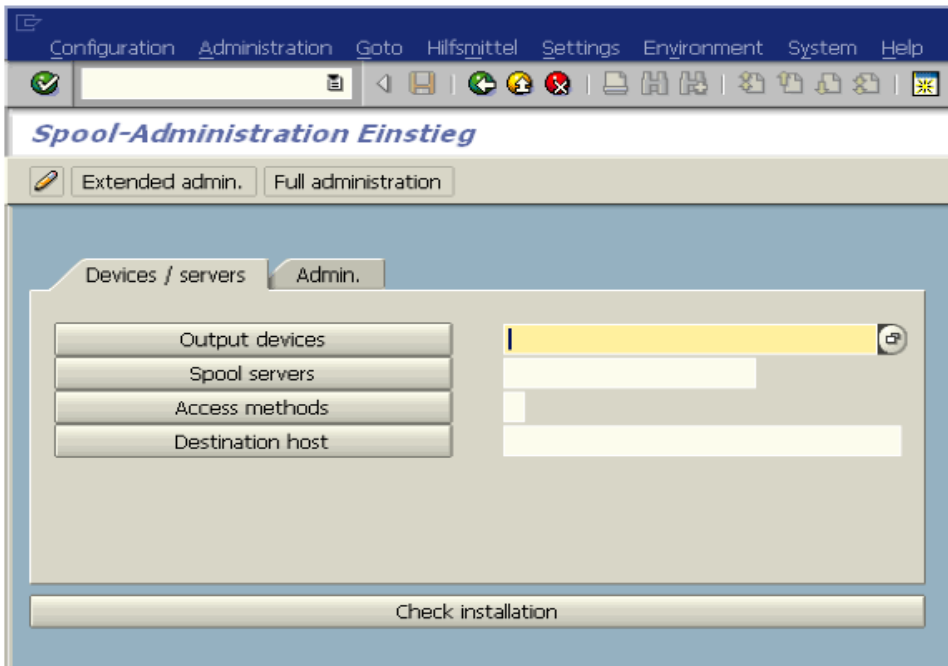 Configuration Administration Goto Hilfsmittel Settings Environment System Help
Spool-Administration Einstieg
Extended admin. Full administration
Devices / servers Admin.
Output devices
Spool servers
Access methods
Destination host
Check installation